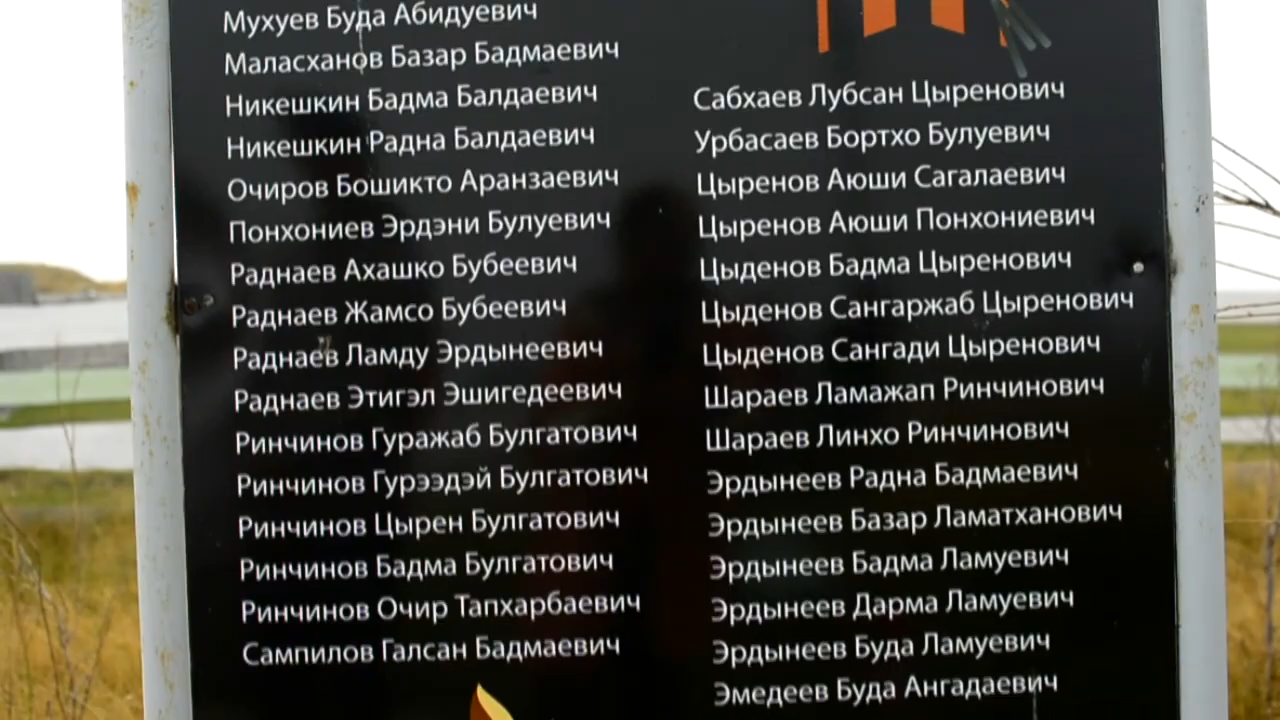 Мухуев Буда Абидуевич
Маласханов Базар Бадмаевич
Никешкин Бадма Балдаевич
Никешкин Радна Балдаевич
Очиров Бошикто Аранзаевич
Понхониев Эрдэни Булуевич
Раднаев Ахашко Бубеевич
Раднаев Жамсо Бубеевич
Раднаев Ламду Эрдынеевич
Раднаев Этигэл Эшигедеевич
Ринчинов Гуражаб Булгатович
Ринчинов Гурээдэй Булгатович
Ринчинов Цырен Булгатович
Ринчинов Бадма Булгатович
Ринчинов Очир Тапхарбаевич
Сампилов Галсан Бадмаевич
Сабхаев Лубсан Цыренович
Урбасаев Бортхо Булуевич
Цыренов Аюши Сагалаевич
Цыренов Аюши Понхониевич
Цыденов Бадма Цыренович
Цыденов Сангаржаб Цыренович
Цыденов Сангади Цыренович
Шараев Ламажап Ринчинович
Шараев Линхо Ринчинович
Эрдынеев Радна Бадмаевич
Эрдынеев Базар Ламатханович
Эрдынеев Бадма Ламуевич
Эрдынеев Дарма Ламуевич
Эрдынеев Буда Ламуевич
Эмедеев Буда Ангадаевич